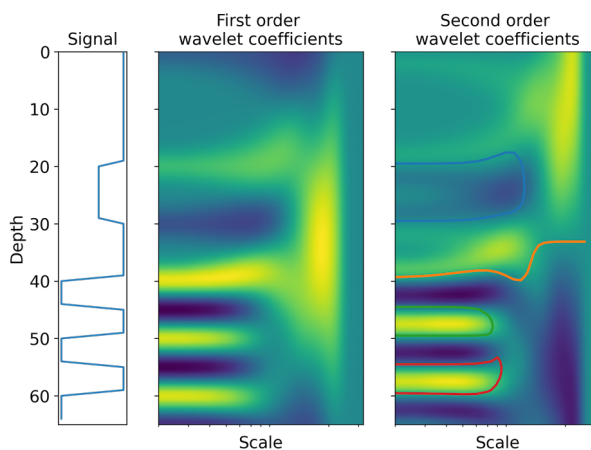 Signal
First order
wavelet coefficients
Second order
wavelet coefficients
Depth
0
10
20
30
40
50
60
Scale
Scale